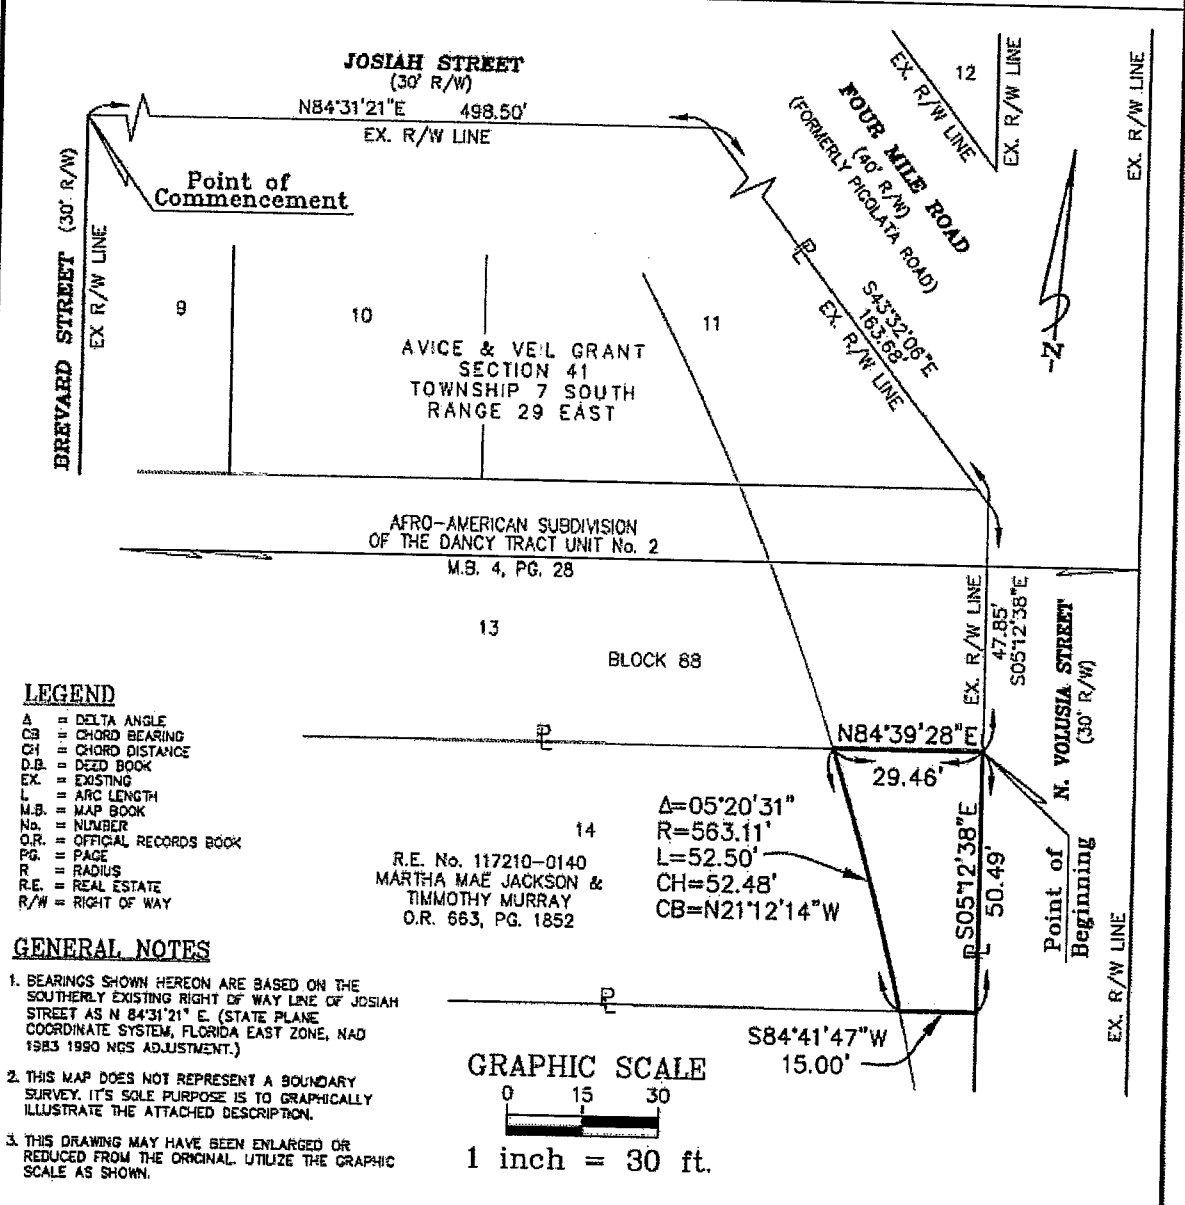 JOSIAH STREET
(30' R/W)
N84°31'21"E 498.50'
EX. R/W LINE
Point of
Commencement
BREVARD STREET (30' R/W)
EX R/W LINE
EX. R/W LINE
12
EX. R/W LINE
EX. R/W LINE
FOUR MILE ROAD
(40' R/W)
(FORMERLY PICOLATA ROAD)
S43°32'06"E
163.68'
EX. R/W LINE
N
9
10
11
AVICE & VEIL GRANT
SECTION 41
TOWNSHIP 7 SOUTH
RANGE 29 EAST
AFRO-AMERICAN SUBDIVISION
OF THE DANCY TRACT UNIT No. 2
M.B. 4, PG. 28
13
BLOCK 88
EX. R/W LINE
47.85'
S05°12'38"E
N. VOLUSIA STREET
(30' R/W)
LEGEND
Δ = DELTA ANGLE
CB = CHORD BEARING
CH = CHORD DISTANCE
D.B. = DEED BOOK
EX. = EXISTING
L = ARC LENGTH
M.B. = MAP BOOK
No. = NUMBER
O.R. = OFFICAL RECORDS BOOK
PG. = PAGE
R = RADIUS
R.E. = REAL ESTATE
R/W = RIGHT OF WAY
N84°39'28"E
29.46'
14
R.E. No. 117210-0140
MARTHA MAE JACKSON &
TIMMOTHY MURRAY
O.R. 663, PG. 1852
Δ=05°20'31"
R=563.11'
L=52.50'
CH=52.48'
CB=N21°12'14"W
S05°12'38"E
50.49'
Point of
Beginning
EX. R/W LINE
S84°41'47"W
15.00'
GENERAL NOTES
1. BEARINGS SHOWN HEREON ARE BASED ON THE
SOUTHERLY EXISTING RIGHT OF WAY LINE OF JOSIAH
STREET AS N 84°31'21" E. (STATE PLANE
COORDINATE SYSTEM, FLORIDA EAST ZONE, NAD
1983 1990 NGS ADJUSTMENT.)
2. THIS MAP DOES NOT REPRESENT A BOUNDARY
SURVEY. IT'S SOLE PURPOSE IS TO GRAPHICALLY
ILLUSTRATE THE ATTACHED DESCRIPTION.
3. THIS DRAWING MAY HAVE BEEN ENLARGED OR
REDUCED FROM THE ORIGINAL. UTILIZE THE GRAPHIC
SCALE AS SHOWN.
GRAPHIC SCALE
0 15 30
1 inch = 30 ft.